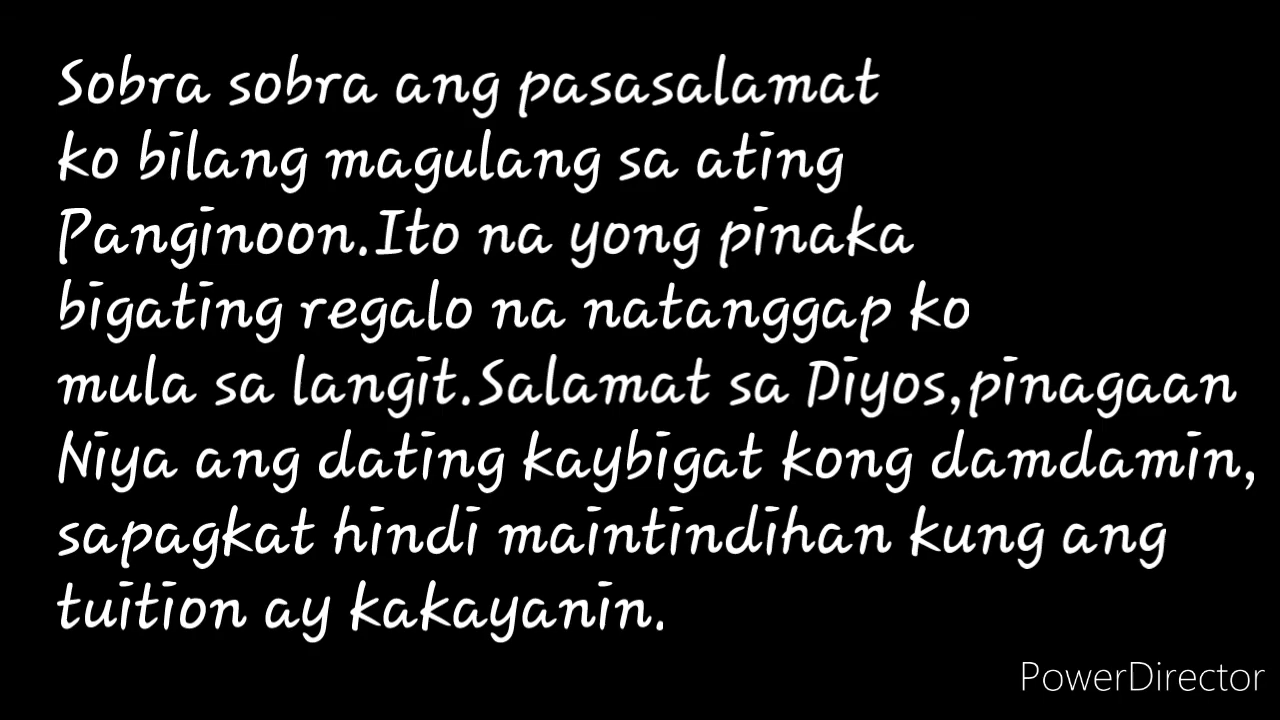 Sobra sobra ang pasasalamat
ko bilang magulang sa ating
Panginoon.Ito na yong pinaka
bigating regalo na natanggap ko
mula sa langit.Salamat sa Diyos,pinagaan
Niya ang dating kaybigat kong damdamin,
sapagkat hindi maintindihan kung ang
tuition ay kakayanin.
PowerDirector